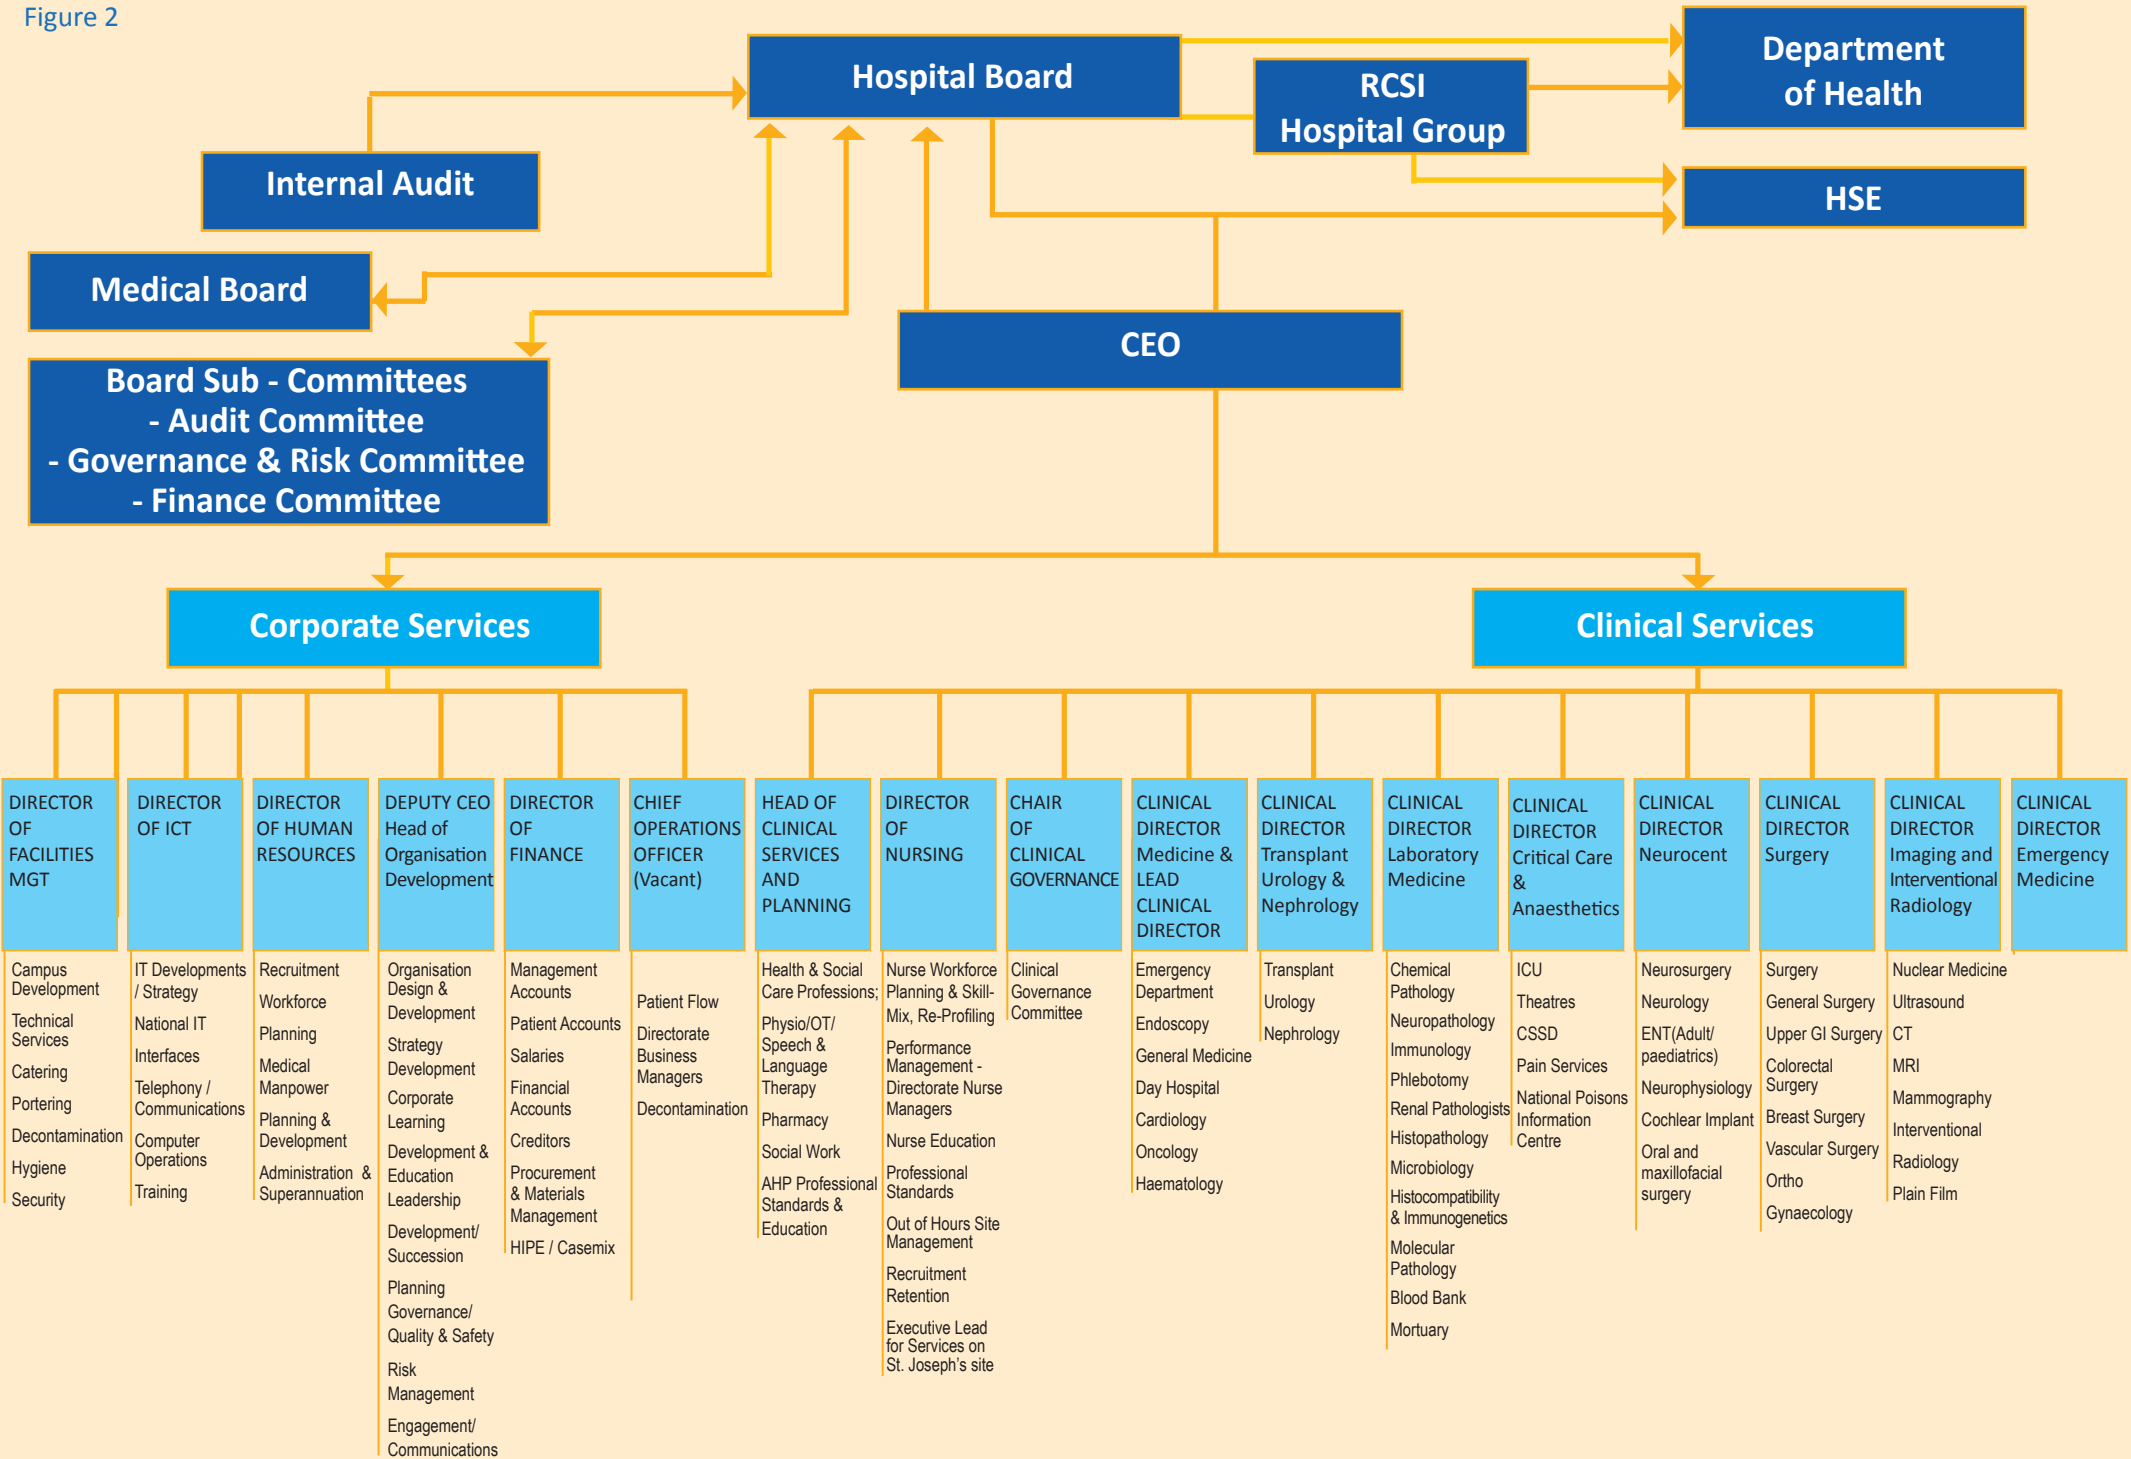 Figure 2
Hospital Board
Department
of Health
RCSI
Hospital Group
Internal Audit
HSE
Medical Board
CEO
Board Sub - Committees
- Audit Committee
- Governance & Risk Committee
- Finance Committee
Corporate Services
Clinical Services
DIRECTOR
OF
FACILITIES
MGT
Campus
Development
Technical
Services
Catering
Portering
Decontamination
Hygiene
Security
DIRECTOR
OF ICT
IT Developments
/ Strategy
National IT
Interfaces
Telephony /
Communications
Computer
Operations
Training
DIRECTOR
OF HUMAN
RESOURCES
Recruitment
Workforce
Planning
Medical
Manpower
Planning &
Development
Administration &
Superannuation
DEPUTY CEO
Head of
Organisation
Development
Organisation
Design &
Development
Strategy
Development
Corporate
Learning
Development &
Education
Leadership
Development/
Succession
Planning
Governance/
Quality & Safety
Risk
Management
Engagement/
Communications
DIRECTOR
OF
FINANCE
Management
Accounts
Patient Accounts
Salaries
Financial
Accounts
Creditors
Procurement
& Materials
Management
HIPE / Casemix
CHIEF
OPERATIONS
OFFICER
(Vacant)
Patient Flow
Directorate
Business
Managers
Decontamination
HEAD OF
CLINICAL
SERVICES
AND
PLANNING
Health & Social
Care Professions;
Physio/OT/
Speech &
Language
Therapy
Pharmacy
Social Work
AHP Professional
Standards &
Education
DIRECTOR
OF
NURSING
Nurse Workforce
Planning & Skill-
Mix, Re-Profiling
Performance
Management -
Directorate Nurse
Managers
Nurse Education
Professional
Standards
Out of Hours Site
Management
Recruitment
Retention
Executive Lead
for Services on
St. Joseph's site
CHAIR
OF
CLINICAL
GOVERNANCE
Clinical
Governance
Committee
CLINICAL
DIRECTOR
Medicine &
LEAD
CLINICAL
DIRECTOR
Emergency
Department
Endoscopy
General Medicine
Day Hospital
Cardiology
Oncology
Haematology
CLINICAL
DIRECTOR
Transplant
Urology &
Nephrology
Transplant
Urology
Nephrology
CLINICAL
DIRECTOR
Laboratory
Medicine
Chemical
Pathology
Neuropathology
Immunology
Phlebotomy
Renal Pathologists
Histopathology
Microbiology
Histocompatibility
& Immunogenetics
Molecular
Pathology
Blood Bank
Mortuary
CLINICAL
DIRECTOR
Critical Care
&
Anaesthetics
ICU
Theatres
CSSD
Pain Services
National Poisons
Information
Centre
CLINICAL
DIRECTOR
Neurocent
Neurosurgery
Neurology
ENT(Adult/
paediatrics)
Neurophysiology
Cochlear Implant
Oral and
maxillofacial
surgery
CLINICAL
DIRECTOR
Surgery
Surgery
General Surgery
Upper GI Surgery
Colorectal
Surgery
Breast Surgery
Vascular Surgery
Ortho
Gynaecology
CLINICAL
DIRECTOR
Imaging and
Interventional
Radiology
Nuclear Medicine
Ultrasound
CT
MRI
Mammography
Interventional
Radiology
Plain Film
CLINICAL
DIRECTOR
Emergency
Medicine